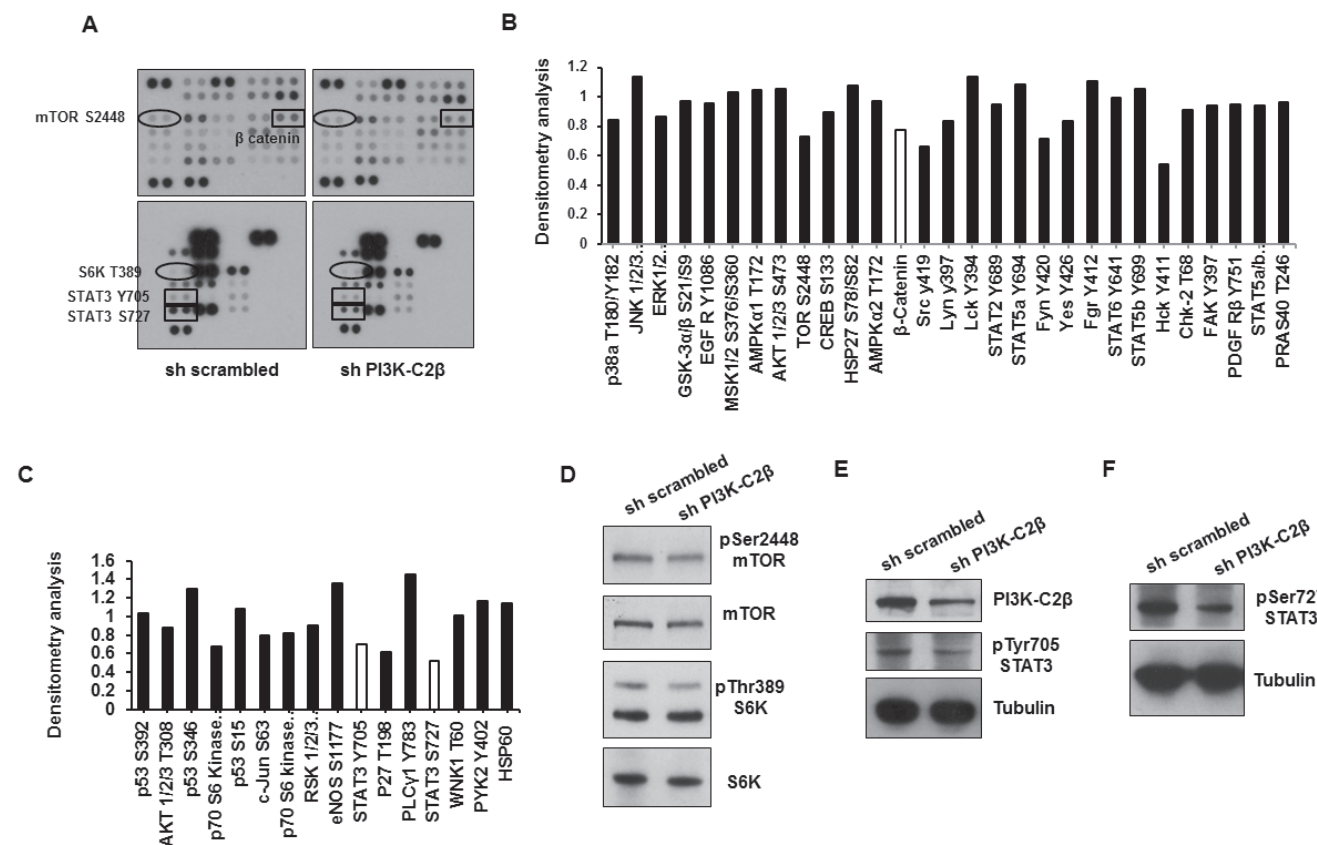 A
mTOR S2448
β catenin
S6K T389
STAT3 Y705
STAT3 S727
sh scrambled
sh PI3K-C2β
B
Densitometry analysis
1.2
1
0.8
0.6
0.4
0.2
0
p38a T180/Y182
JNK 1/2/3..
ERK1/2..
GSK-3α/β S21/S9
EGF R Y1086
MSK1/2 S376/S360
AMPKα1 T172
AKT 1/2/3 S473
TOR S2448
CREB S133
HSP27 S78/S82
AMPKα2 T172
β-Catenin
Src y419
Lyn y397
Lck Y394
STAT2 Y689
STAT5a Y694
Fyn Y420
Yes Y426
Fgr Y412
STAT6 Y641
STAT5b Y699
Hck Y411
Chk-2 T68
FAK Y397
PDGF Rβ Y751
STAT5a/b..
PRAS40 T246
C
Densitometry analysis
1.6
1.4
1.2
1
0.8
0.6
0.4
0.2
0
p53 S392
AKT 1/2/3 T308
p53 S346
p70 S6 Kinase..
p53 S15
c-Jun S63
p70 S6 kinase..
RSK 1/2/3..
eNOS S1177
STAT3 Y705
P27 T198
PLCγ1 Y783
STAT3 S727
WNK1 T60
PYK2 Y402
HSP60
D
sh scrambled
sh PI3K-C2β
pSer2448
mTOR
mTOR
pThr389
S6K
S6K
E
sh scrambled
sh PI3K-C2β
PI3K-C2β
pTyr705
STAT3
Tubulin
F
sh scrambled
sh PI3K-C2β
pSer727
STAT3
Tubulin